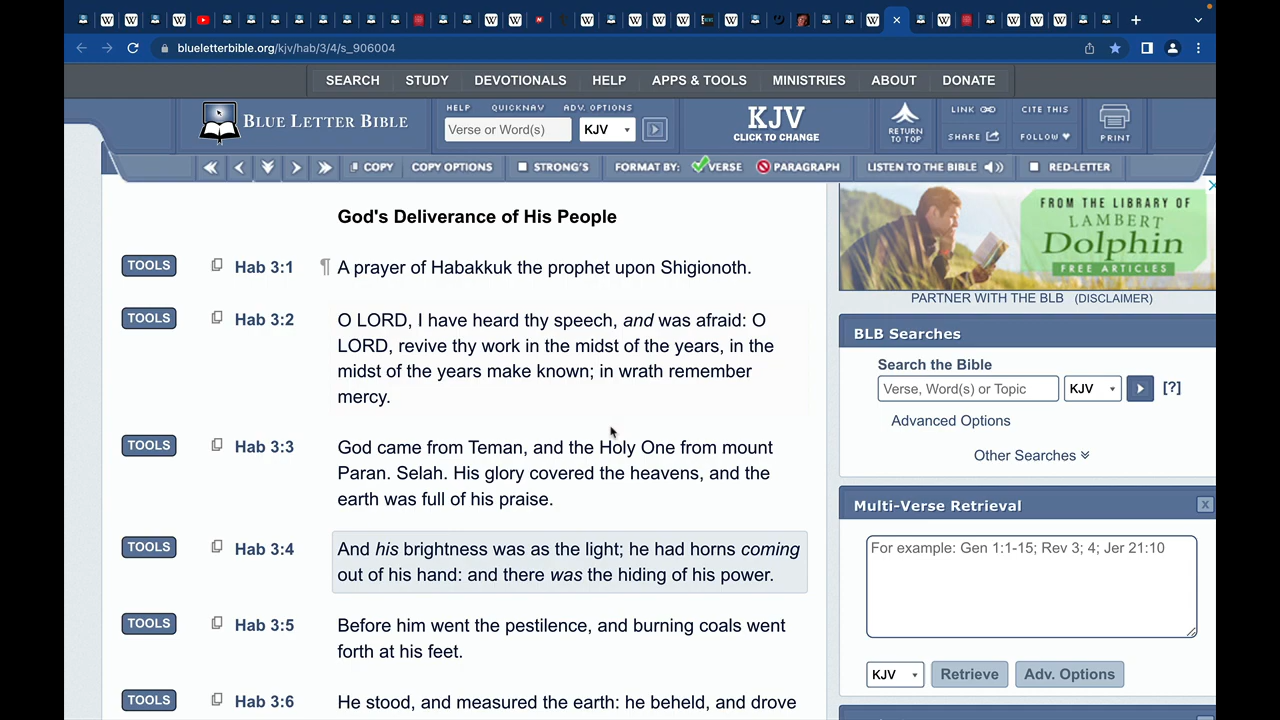 blueletterbible.org/kjv/hab/3/4/s_906004
SEARCH STUDY DEVOTIONALS HELP APPS & TOOLS MINISTRIES ABOUT DONATE
BLUE LETTER BIBLE
HELP QUICKNAV ADV. OPTIONS
Verse or Word(s) KJV
KJV
CLICK TO CHANGE
RETURN
TO TOP
LINK
CITE THIS
SHARE
FOLLOW
PRINT
COPY COPY OPTIONS STRONG'S FORMAT BY: VERSE PARAGRAPH LISTEN TO THE BIBLE RED-LETTER
God's Deliverance of His People
TOOLS Hab 3:1 ¶ A prayer of Habakkuk the prophet upon Shigionoth.
TOOLS Hab 3:2 O LORD, I have heard thy speech, and was afraid: O
LORD, revive thy work in the midst of the years, in the
midst of the years make known; in wrath remember
mercy.
TOOLS Hab 3:3 God came from Teman, and the Holy One from mount
Paran. Selah. His glory covered the heavens, and the
earth was full of his praise.
TOOLS Hab 3:4 And his brightness was as the light; he had horns coming
out of his hand: and there was the hiding of his power.
TOOLS Hab 3:5 Before him went the pestilence, and burning coals went
forth at his feet.
TOOLS Hab 3:6 He stood, and measured the earth: he beheld, and drove
FROM THE LIBRARY OF
LAMBERT
Dolphin
FREE ARTICLES
PARTNER WITH THE BLB (DISCLAIMER)
BLB Searches
Search the Bible
Verse, Word(s) or Topic KJV [?]
Advanced Options
Other Searches
Multi-Verse Retrieval X
For example: Gen 1:1-15; Rev 3; 4; Jer 21:10
KJV Retrieve Adv. Options